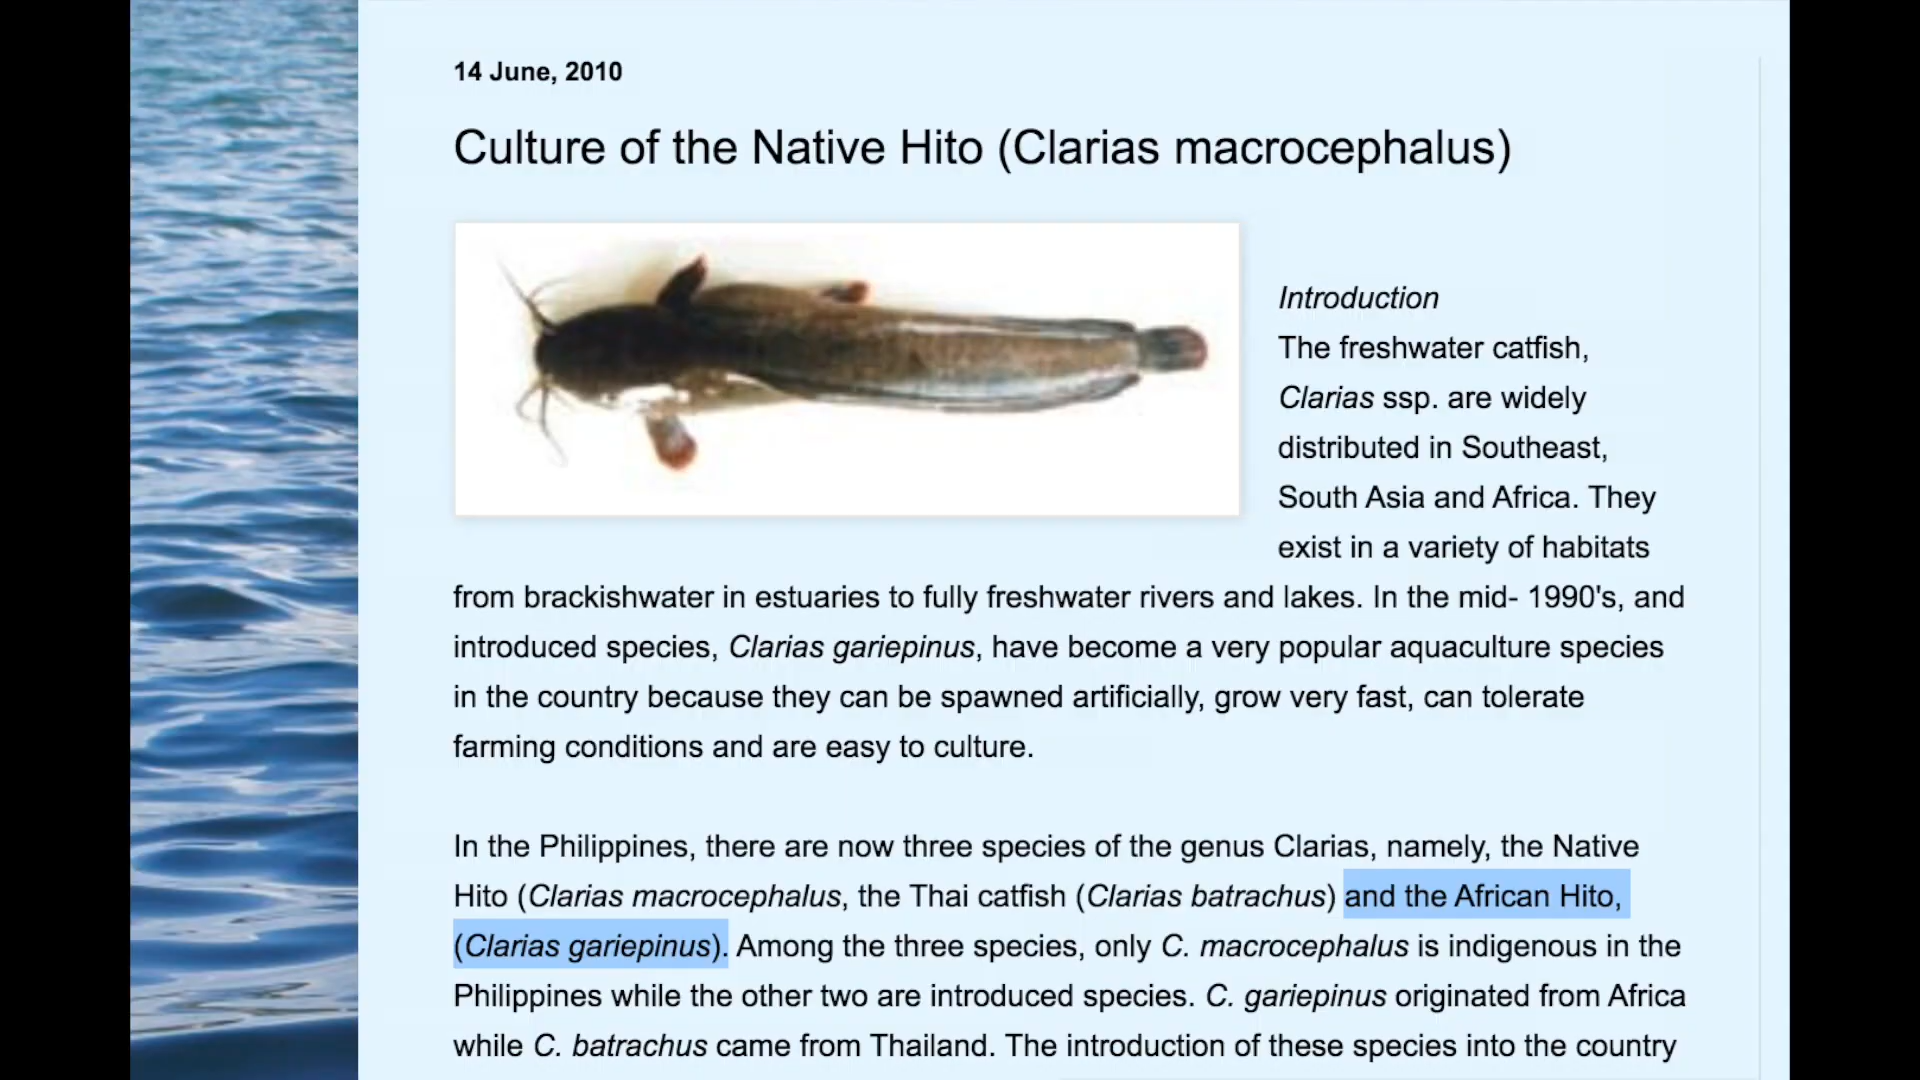 14 June, 2010
Culture of the Native Hito (Clarias macrocephalus)
Introduction
The freshwater catfish,
Clarias ssp. are widely
distributed in Southeast,
South Asia and Africa. They
exist in a variety of habitats
from brackishwater in estuaries to fully freshwater rivers and lakes. In the mid- 1990's, and
introduced species, Clarias gariepinus, have become a very popular aquaculture species
in the country because they can be spawned artificially, grow very fast, can tolerate
farming conditions and are easy to culture.
In the Philippines, there are now three species of the genus Clarias, namely, the Native
Hito (Clarias macrocephalus, the Thai catfish (Clarias batrachus) and the African Hito,
(Clarias gariepinus). Among the three species, only C. macrocephalus is indigenous in the
Philippines while the other two are introduced species. C. gariepinus originated from Africa
while C. batrachus came from Thailand. The introduction of these species into the country